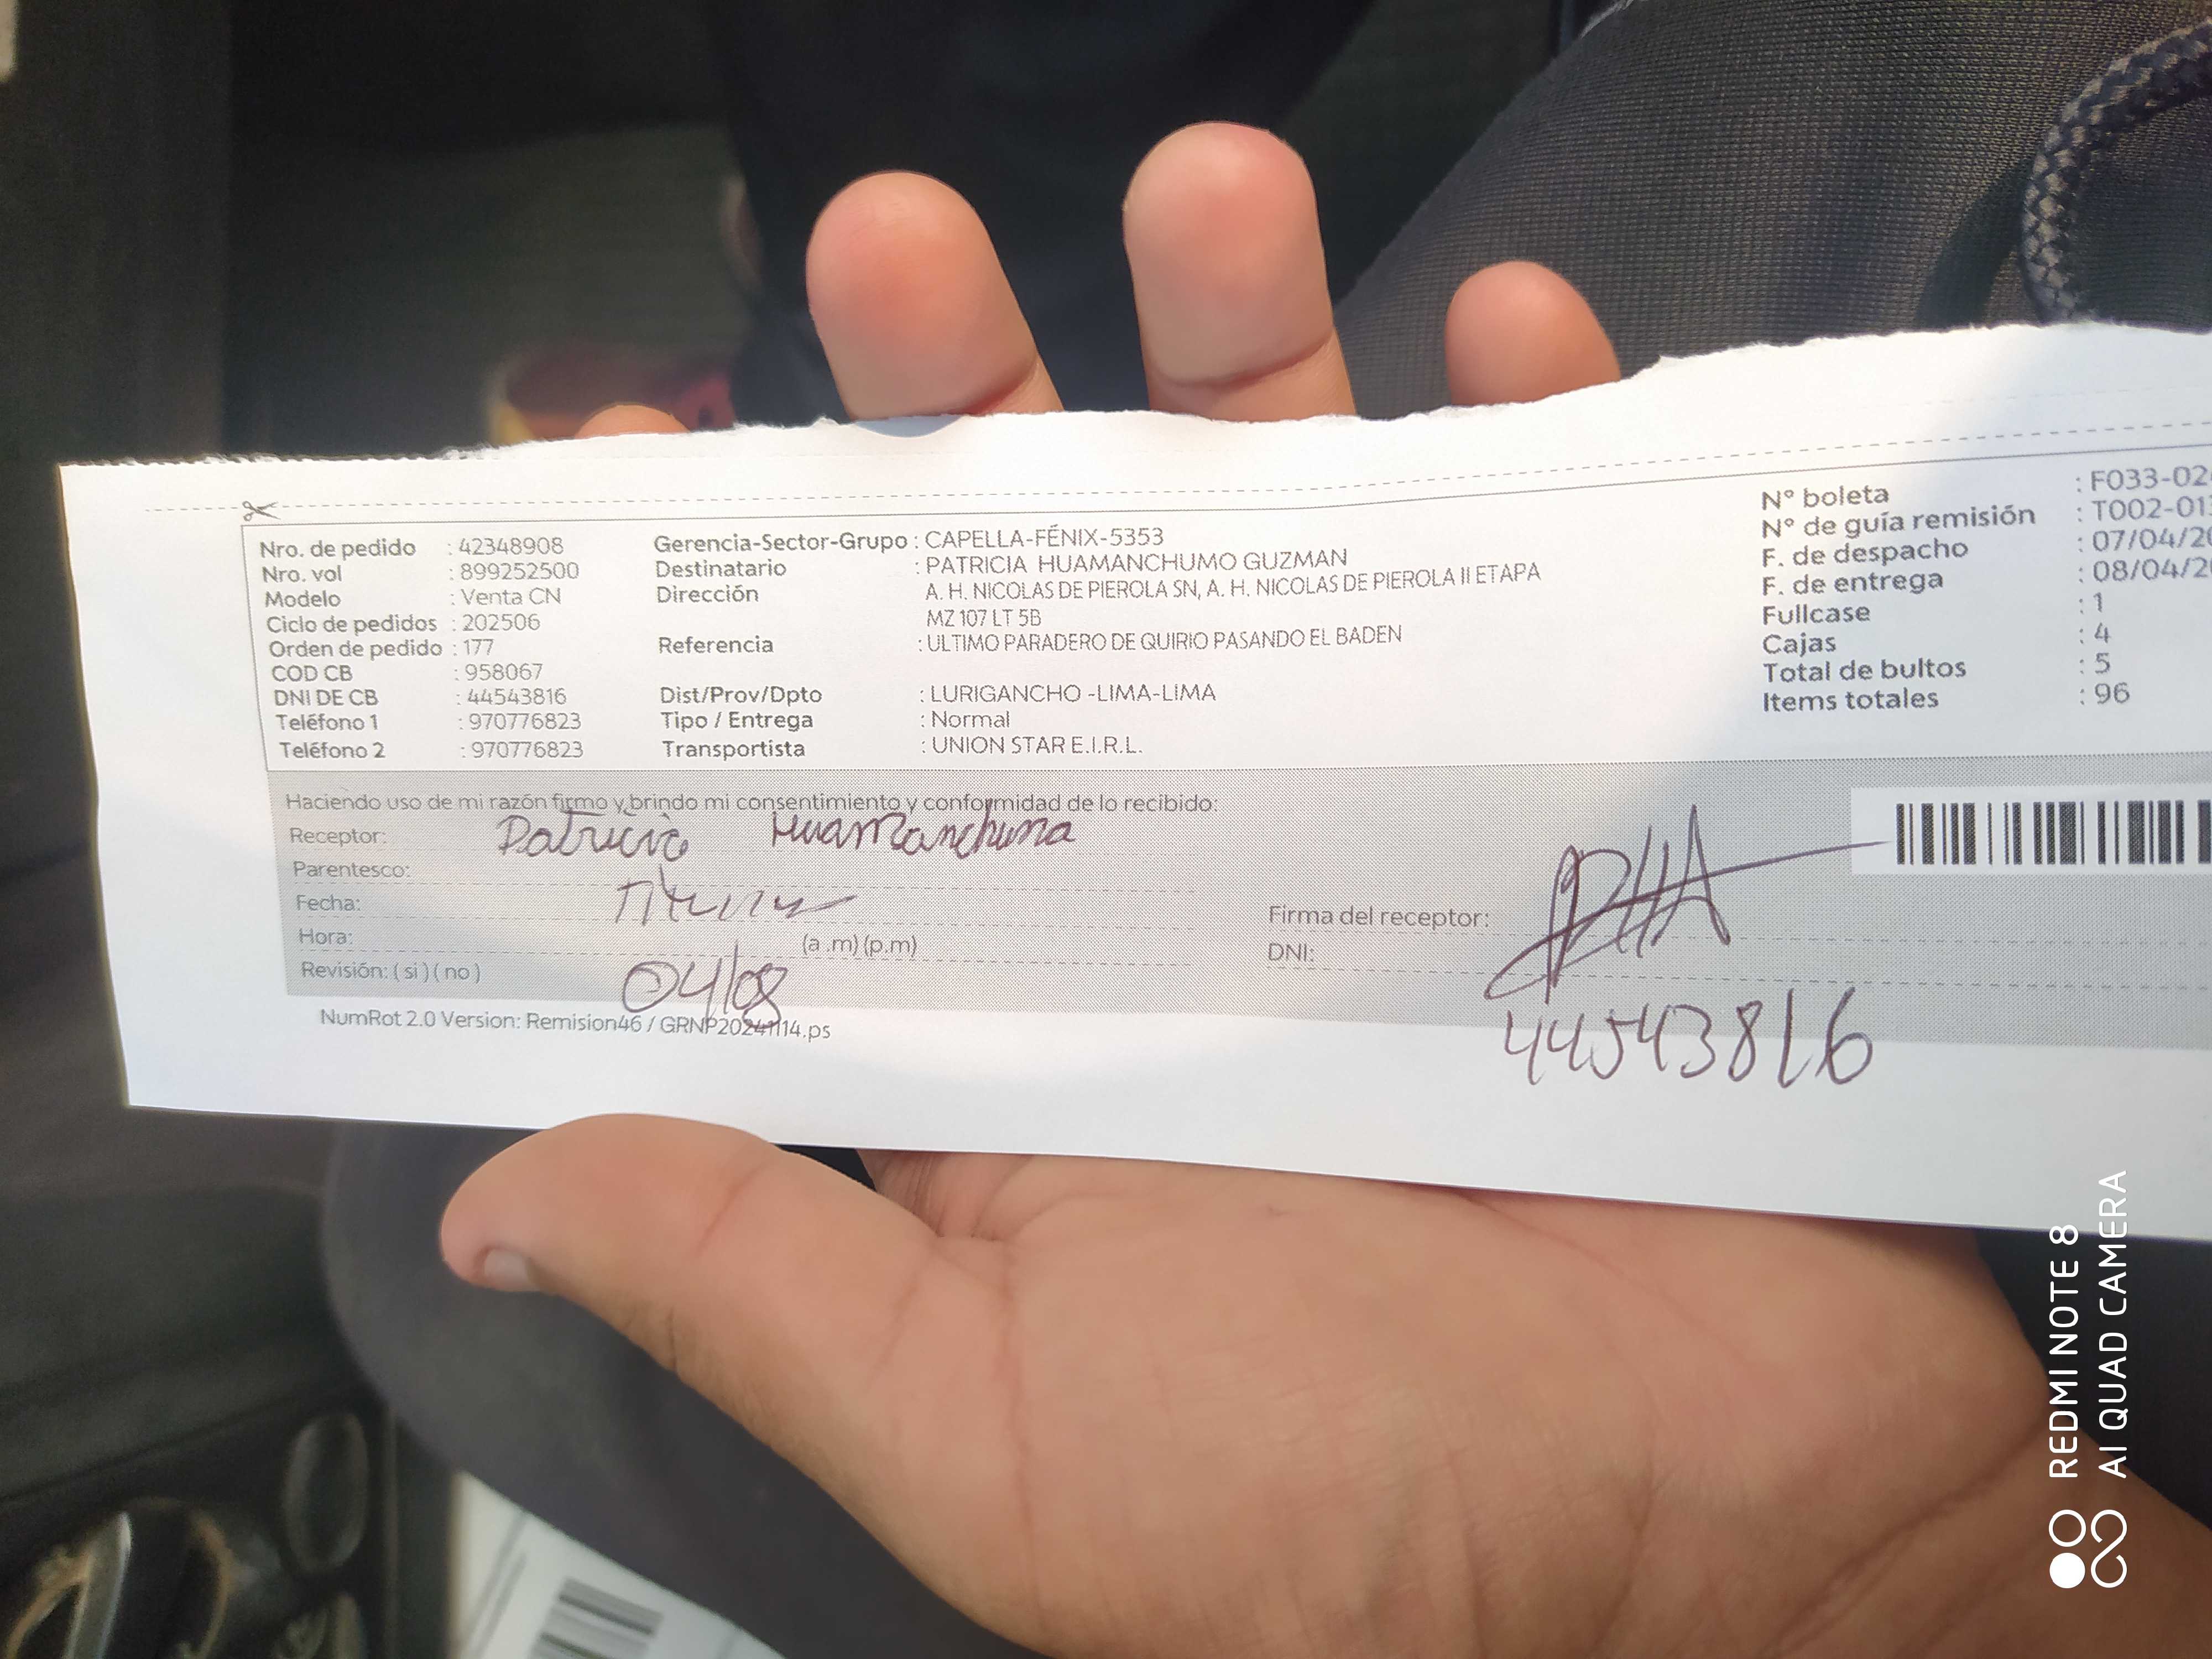 Nro. de pedido : 42348908
Nro. vol : 899252500
Modelo : Venta CN
Ciclo de pedidos : 202506
Orden de pedido : 177
COD CB : 958067
DNI DE CB : 44543816
Teléfono 1 : 970776823
Teléfono 2 : 970776823
Gerencia-Sector-Grupo : CAPELLA-FÉNIX-5353
Destinatario : PATRICIA HUAMANCHUMO GUZMAN
Dirección A. H. NICOLAS DE PIEROLA SN, A. H. NICOLAS DE PIEROLA II ETAPA
MZ 107 LT 5B
Referencia : ULTIMO PARADERO DE QUIRIO PASANDO EL BADEN
Dist/Prov/Dpto : LURIGANCHO -LIMA-LIMA
Tipo / Entrega : Normal
Transportista : UNION STAR E.I.R.L.
N° boleta : F033-02
N° de guía remisión : T002-01
F. de despacho : 07/04/20
F. de entrega : 08/04/2
Fullcase : 1
Cajas : 4
Total de bultos : 5
Items totales : 96
Haciendo uso de mi razón firmo y brindo mi consentimiento y conformidad de lo recibido:
Receptor: Patricia Huamanchuma
Parentesco:
Fecha:
Hora: (a .m) (p.m)
Revisión: ( si ) ( no ) 04/08
Firma del receptor:
DNI: 44543816
NumRot 2.0 Version: Remision46 / GRNP20241114.ps
REDMI NOTE 8
AI QUAD CAMERA